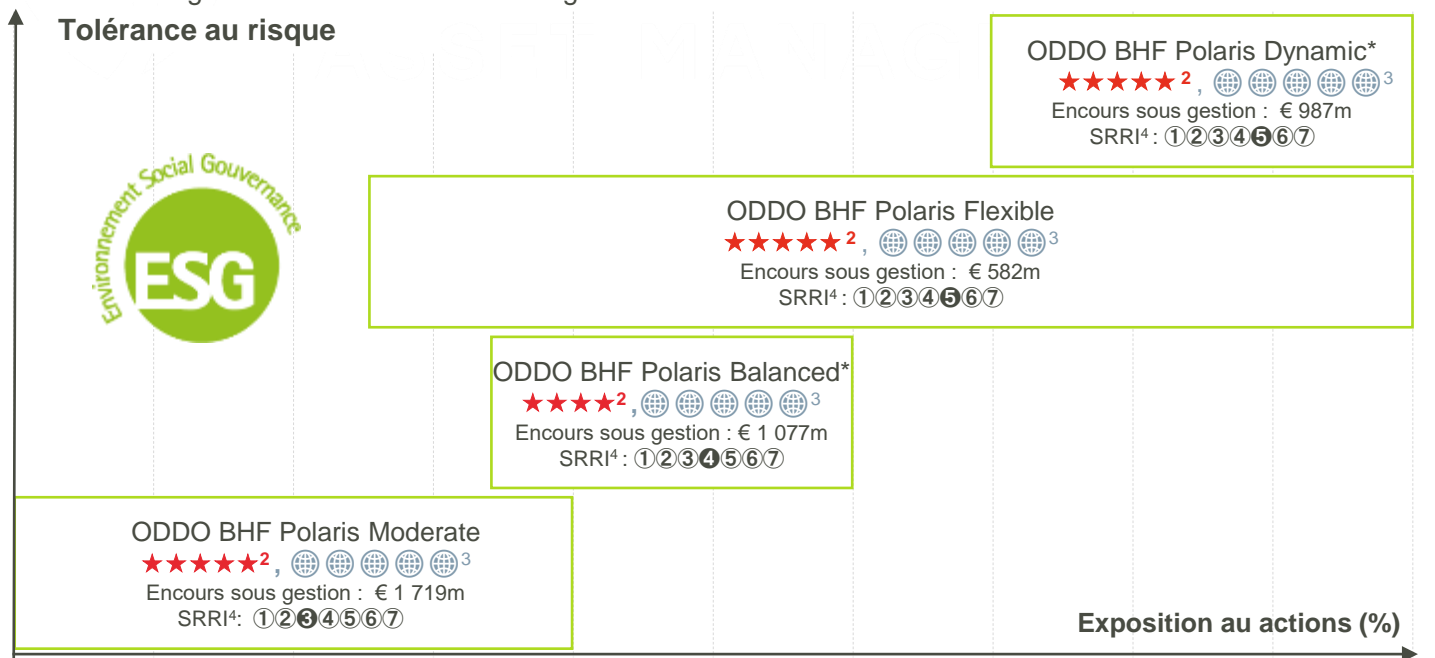 Tolérance au risque
ODDO BHF Polaris Dynamic*
★★★★★ 2 , 3
Encours sous gestion : € 987m
SRRI4 : ①②③④❺⑥⑦
Environnement Social Gouvernance
ESG
ODDO BHF Polaris Flexible
★★★★★ 2 , 3
Encours sous gestion : € 582m
SRRI4 : ①②③④❺⑥⑦
ODDO BHF Polaris Balanced*
★★★★2 , 3
Encours sous gestion : € 1 077m
SRRI4 : ①②③❹⑤⑥⑦
ODDO BHF Polaris Moderate
★★★★★2 , 3
Encours sous gestion : € 1 719m
SRRI4: ①②❸④⑤⑥⑦
Exposition au actions (%)